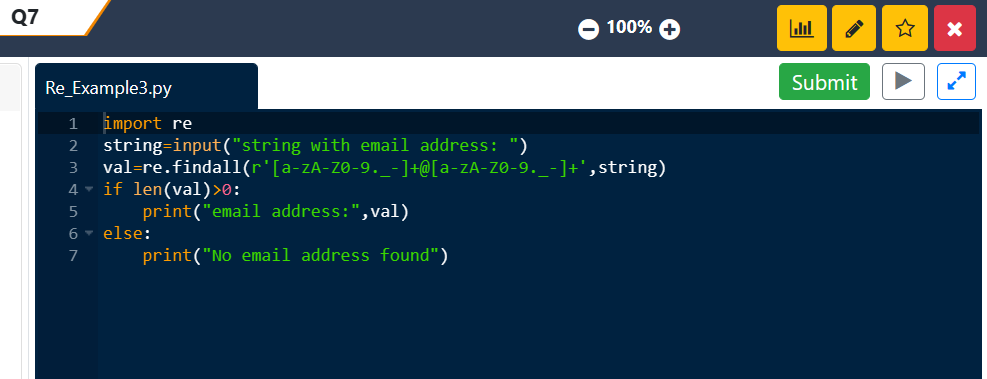 Q7
100%
Re_Example3.py
Submit
1 import re
2 string=input("string with email address: ")
3 val=re.findall(r'[a-zA-Z0-9._-]+@[a-zA-Z0-9._-]+',string)
4 if len(val)>0:
5     print("email address:",val)
6 else:
7     print("No email address found")